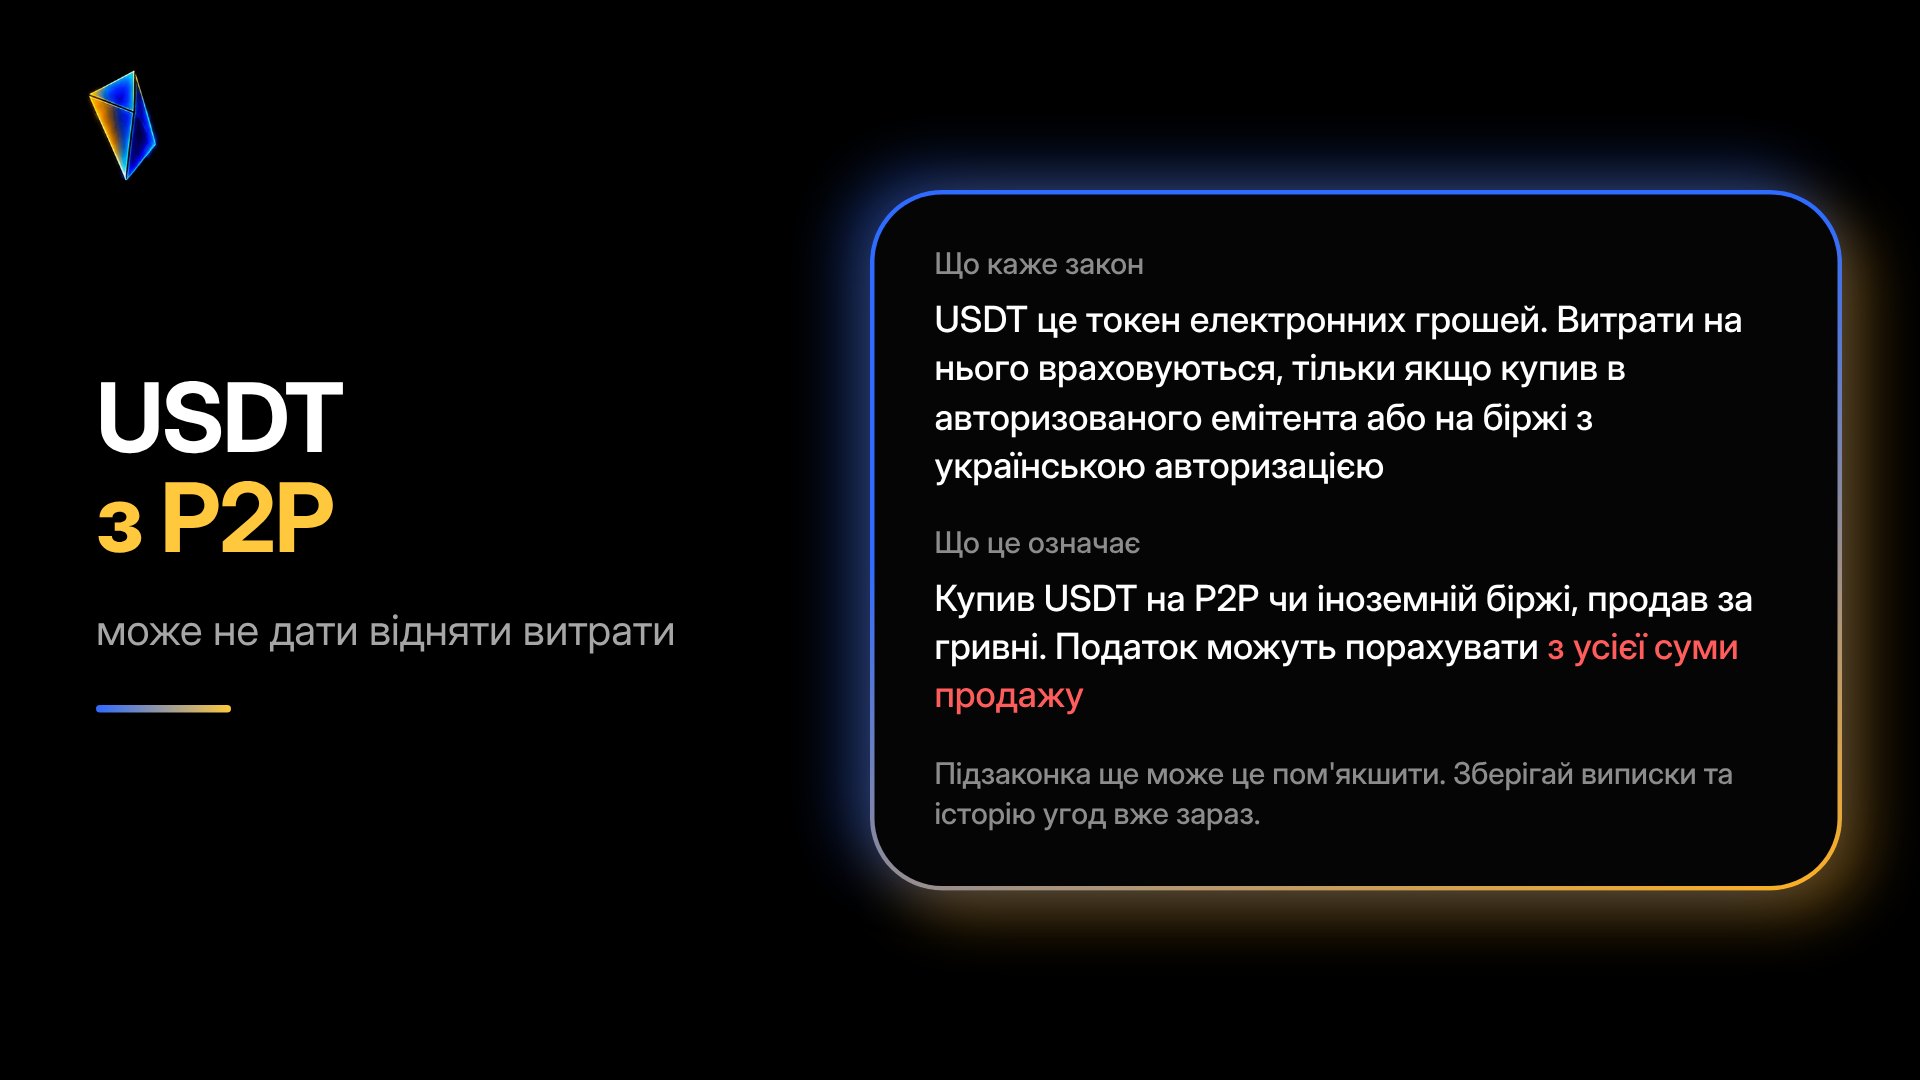 USDT
з P2P
може не дати відняти витрати
Що каже закон
USDT це токен електронних грошей. Витрати на
нього враховуються, тільки якщо купив в
авторизованого емітента або на біржі з
українською авторизацією
Що це означає
Купив USDT на P2P чи іноземній біржі, продав за
гривні. Податок можуть порахувати з усієї суми
продажу
Підзаконка ще може це пом'якшити. Зберігай виписки та
історію угод вже зараз.